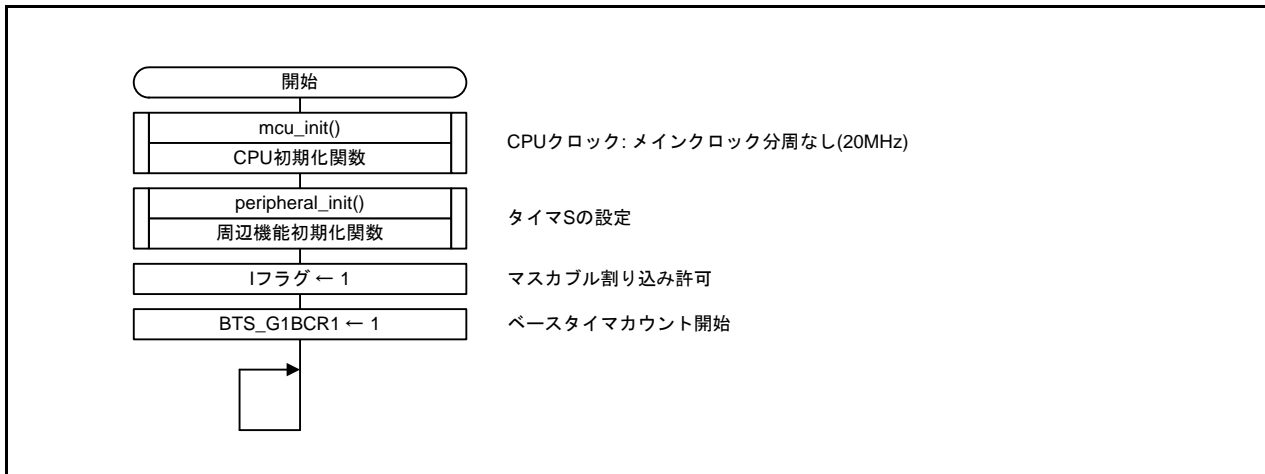 開始
mcu_init()
CPU初期化関数
CPUクロック: メインクロック分周なし(20MHz)
peripheral_init()
周辺機能初期化関数
タイマSの設定
Iフラグ ← 1
マスカブル割り込み許可
BTS_G1BCR1 ← 1
ベースタイマカウント開始